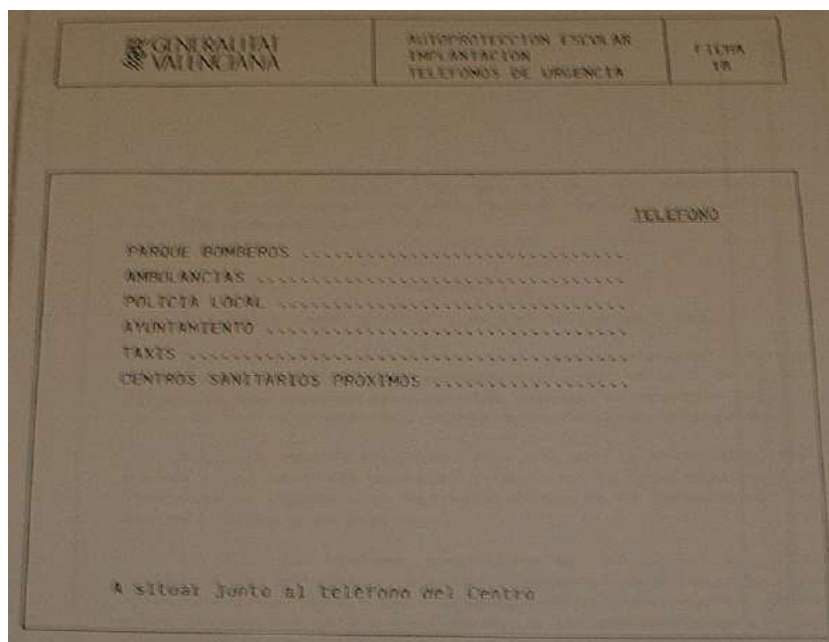 GENERALITAT
VALENCIANA
AUTOPROTECCION ESCOLAR
IMPLANTACION
TELEFONOS DE URGENCIA
FICHA
TELEFONO
PARQUE BOMBEROS ................................
AMBULANCIAS ....................................
POLICIA LOCAL ..................................
AYUNTAMIENTO ...................................
TAXIS ..........................................
CENTROS SANITARIOS PROXIMOS ...................
A situar junto al teléfono del Centro